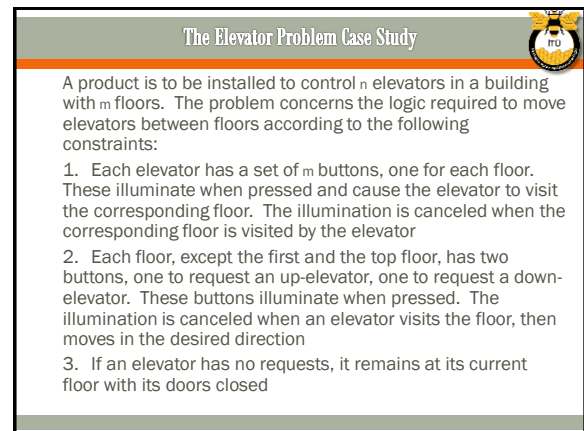 The Elevator Problem Case Study
İTÜ
A product is to be installed to control n elevators in a building
with m floors. The problem concerns the logic required to move
elevators between floors according to the following
constraints:
1. Each elevator has a set of m buttons, one for each floor.
These illuminate when pressed and cause the elevator to visit
the corresponding floor. The illumination is canceled when the
corresponding floor is visited by the elevator
2. Each floor, except the first and the top floor, has two
buttons, one to request an up-elevator, one to request a down-
elevator. These buttons illuminate when pressed. The
illumination is canceled when an elevator visits the floor, then
moves in the desired direction
3. If an elevator has no requests, it remains at its current
floor with its doors closed